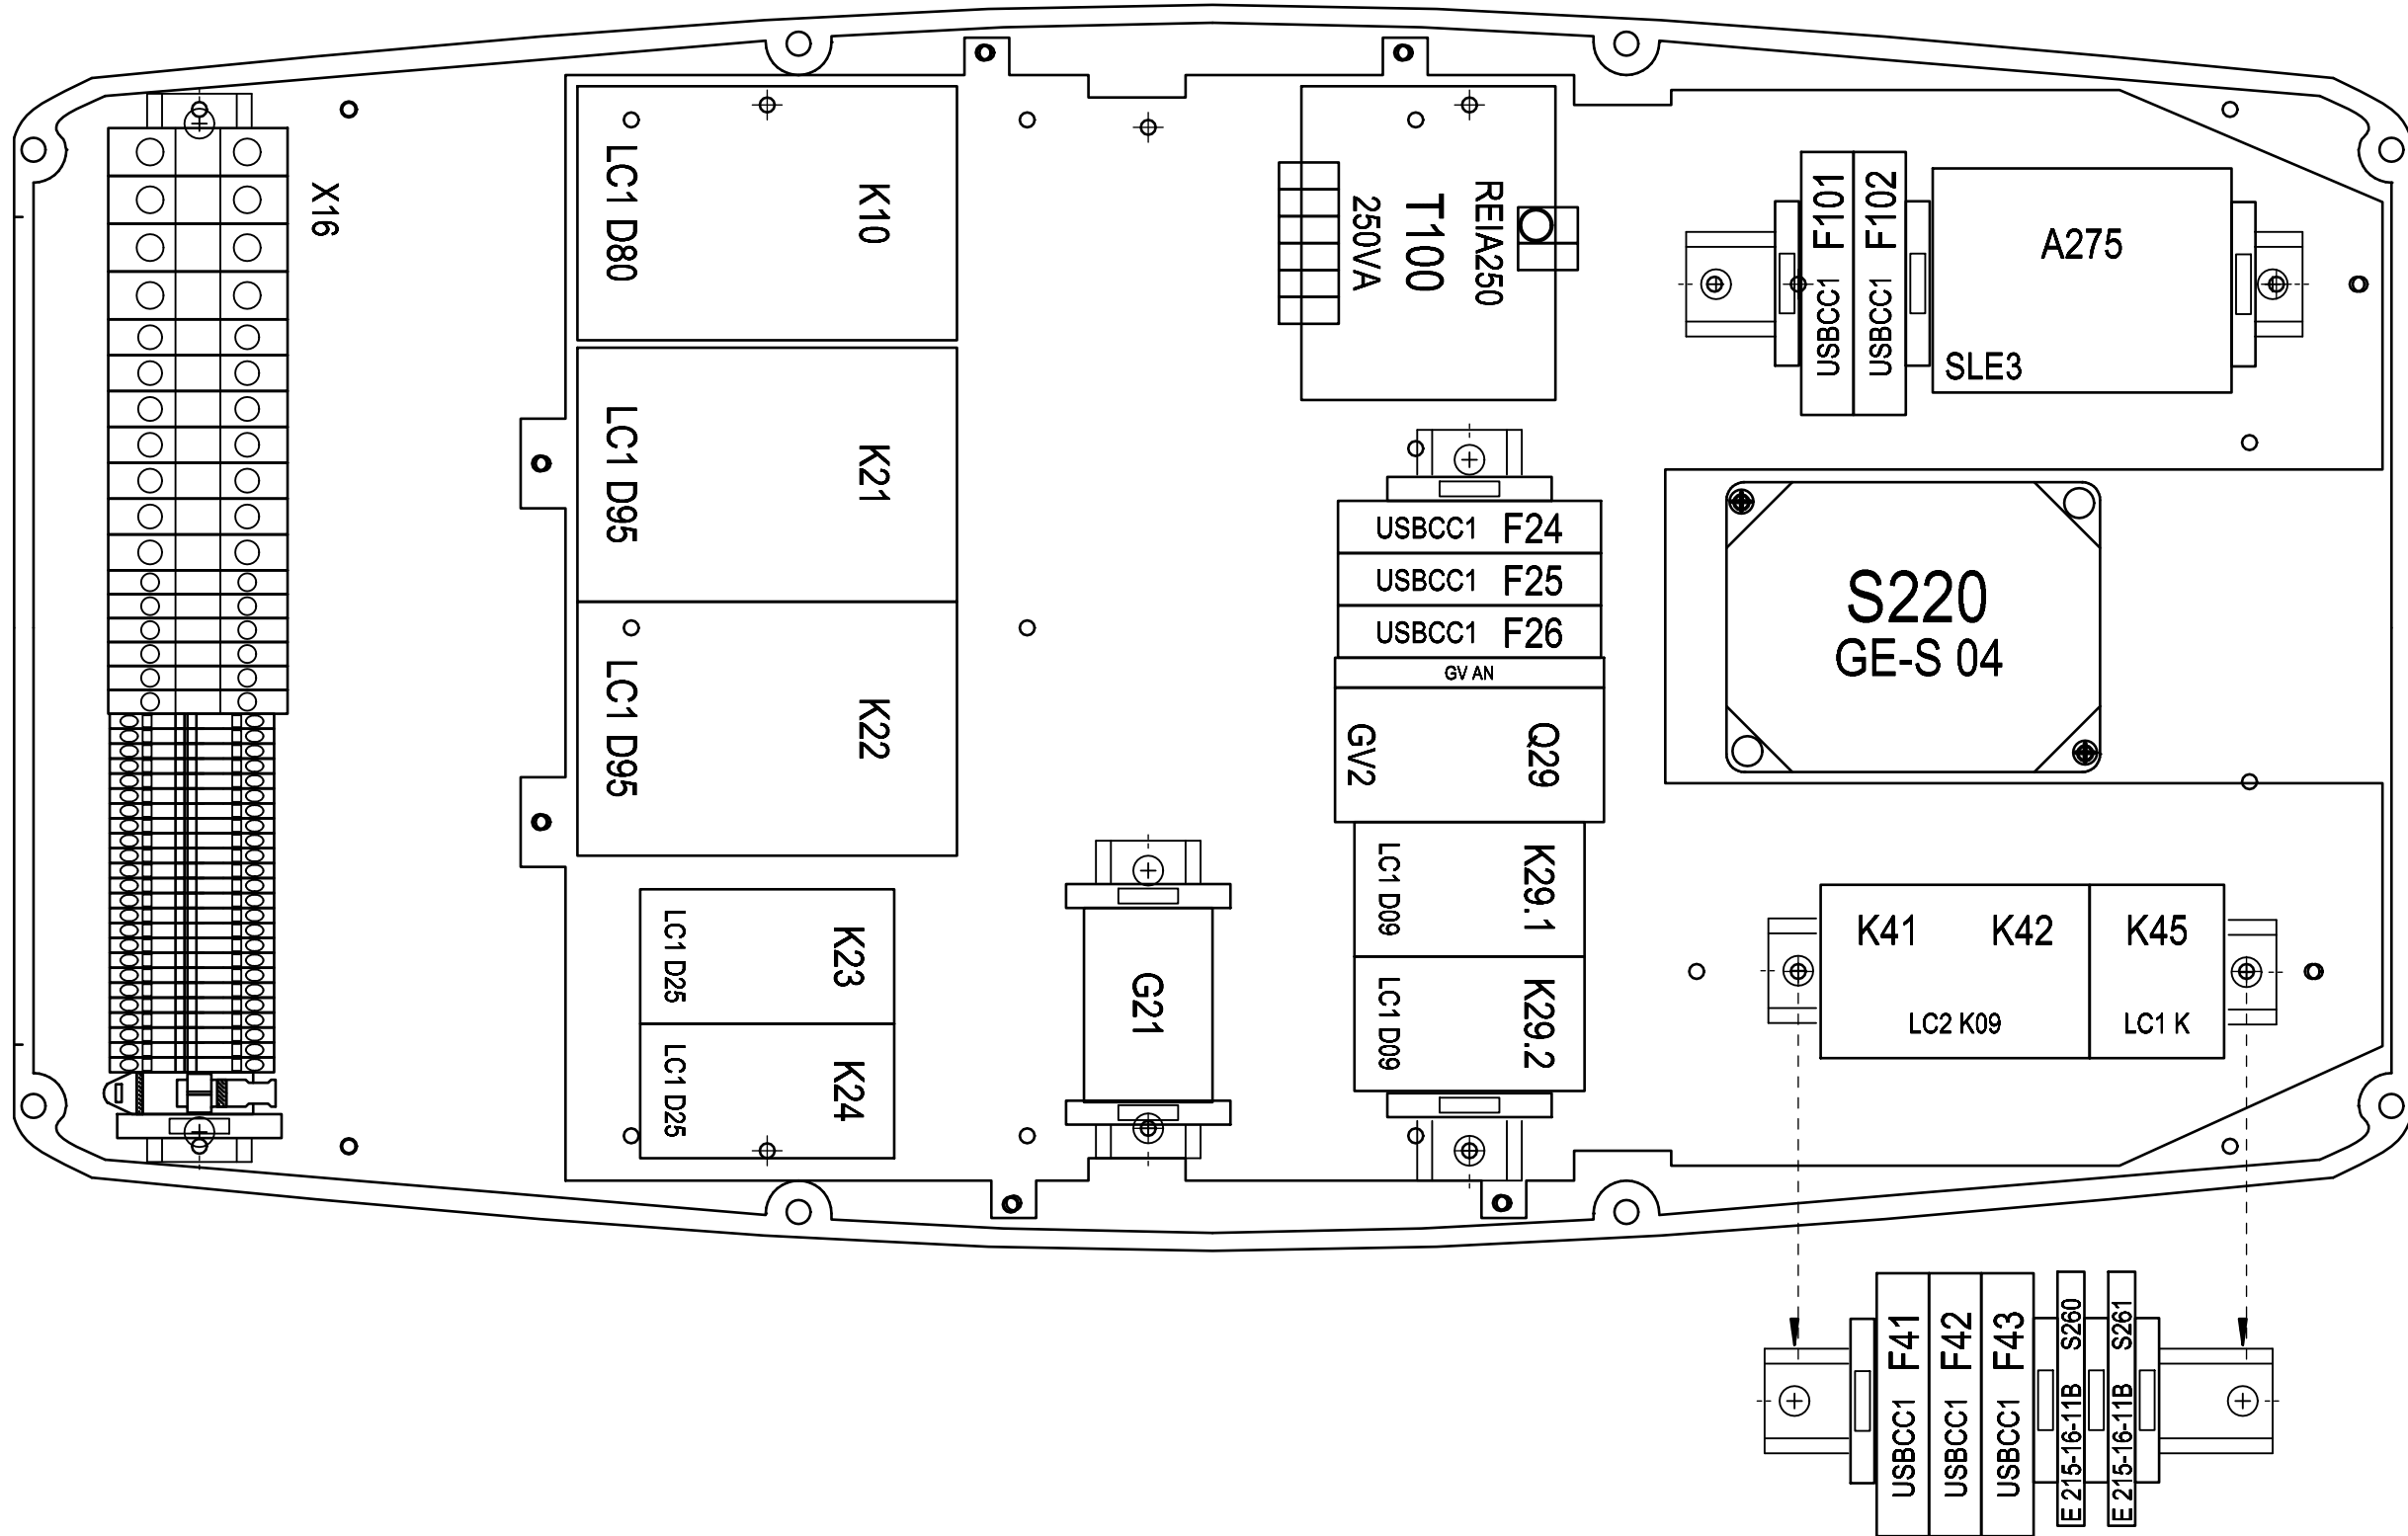 X16
K10
LC1 D80
K21
LC1 D95
K22
LC1 D95
K23
LC1 D25
K24
LC1 D25
G21
REIA250
T100
250VA
USBCC1 F24
USBCC1 F25
USBCC1 F26
GV AN
Q29
GV2
K29.1
LC1 D09
K29.2
LC1 D09
USBCC1 F101
USBCC1 F102
A275
SLE3
S220
GE-S 04
K41 K42 K45
LC2 K09 LC1 K
USBCC1 F41
USBCC1 F42
USBCC1 F43
E 215-16-11B S260
E 215-16-11B S261